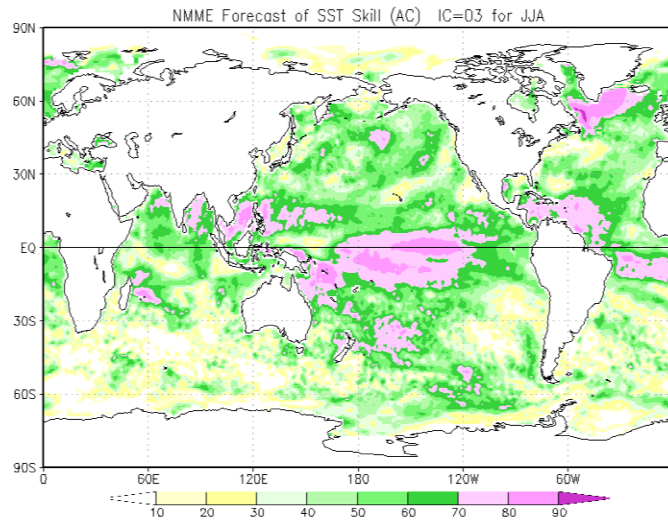 NMME Forecast of SST Skill (AC) IC=03 for JJA
90N
60N
30N
EQ
30S
60S
90S
0 60E 120E 180 120W 60W
10 20 30 40 50 60 70 80 90